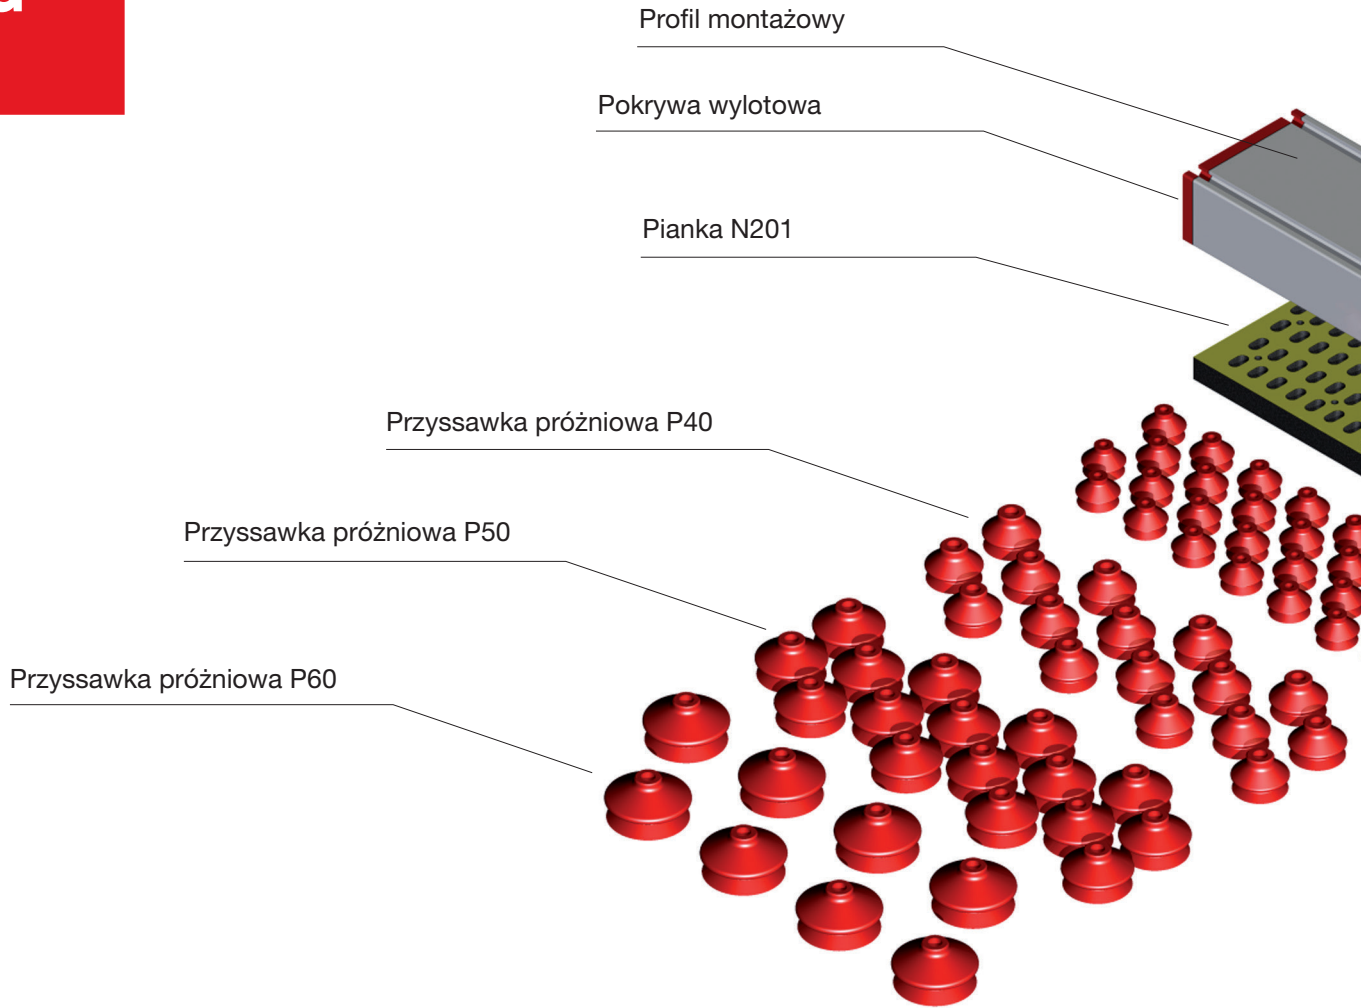 Profil montażowy
Pokrywa wylotowa
Pianka N201
Przyssawka próżniowa P40
Przyssawka próżniowa P50
Przyssawka próżniowa P60